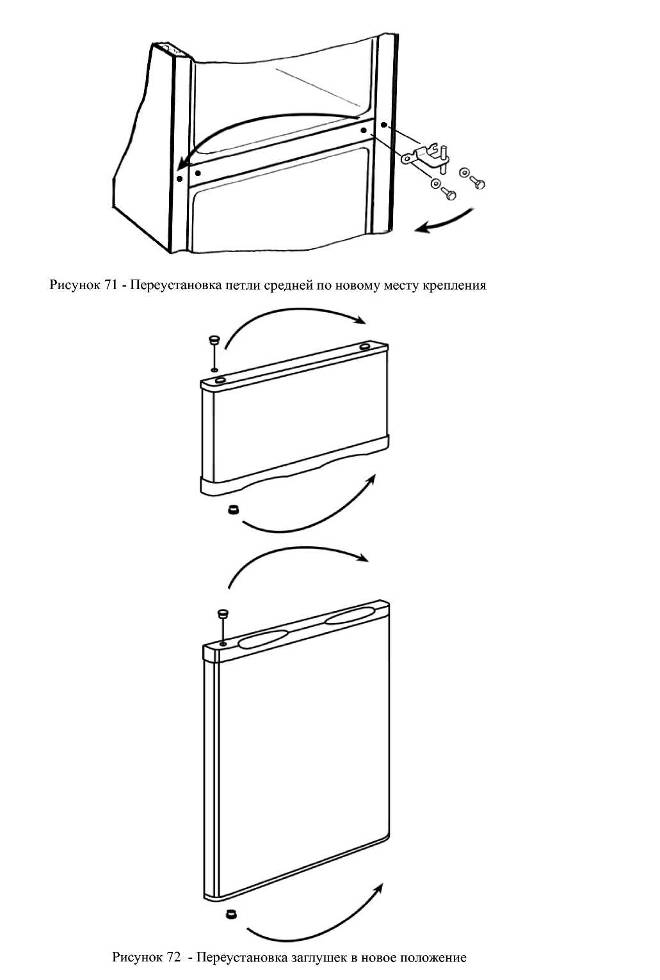 Рисунок 71 - Переустановка петли средней по новому месту крепления
Рисунок 72 - Переустановка заглушек в новое положение